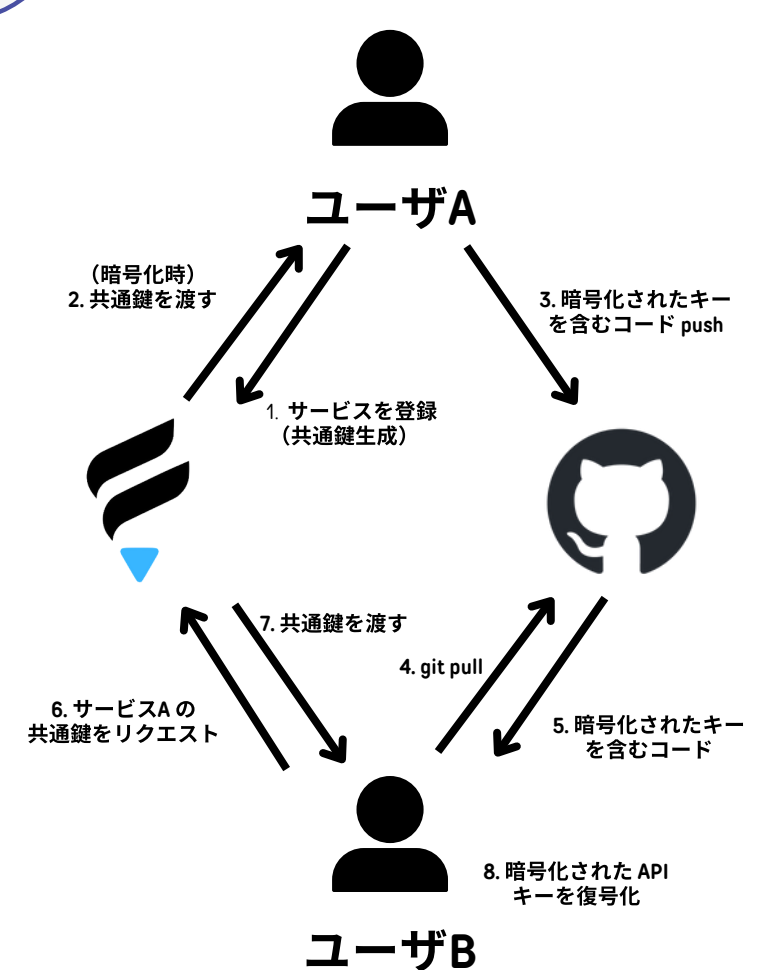 ユーザA
（暗号化時）
2. 共通鍵を渡す
3. 暗号化されたキー
を含むコード push
1. サービスを登録
（共通鍵生成）
7. 共通鍵を渡す
4. git pull
6. サービスA の
共通鍵をリクエスト
5. 暗号化されたキー
を含むコード
8. 暗号化された API
キーを復号化
ユーザB